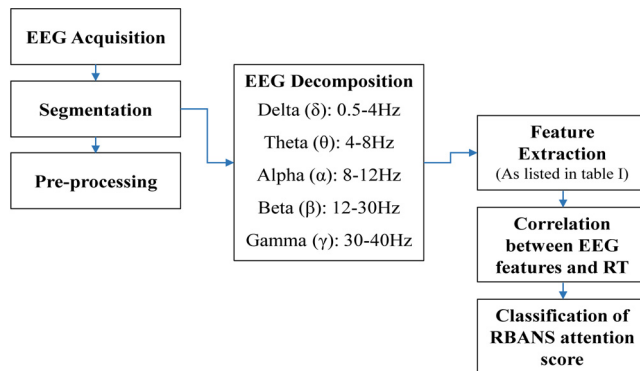 EEG Acquisition
Segmentation
Pre-processing
EEG Decomposition
Delta (δ): 0.5-4Hz
Theta (θ): 4-8Hz
Alpha (α): 8-12Hz
Beta (β): 12-30Hz
Gamma (γ): 30-40Hz
Feature
Extraction
(As listed in table I)
Correlation
between EEG
features and RT
Classification of
RBANS attention
score